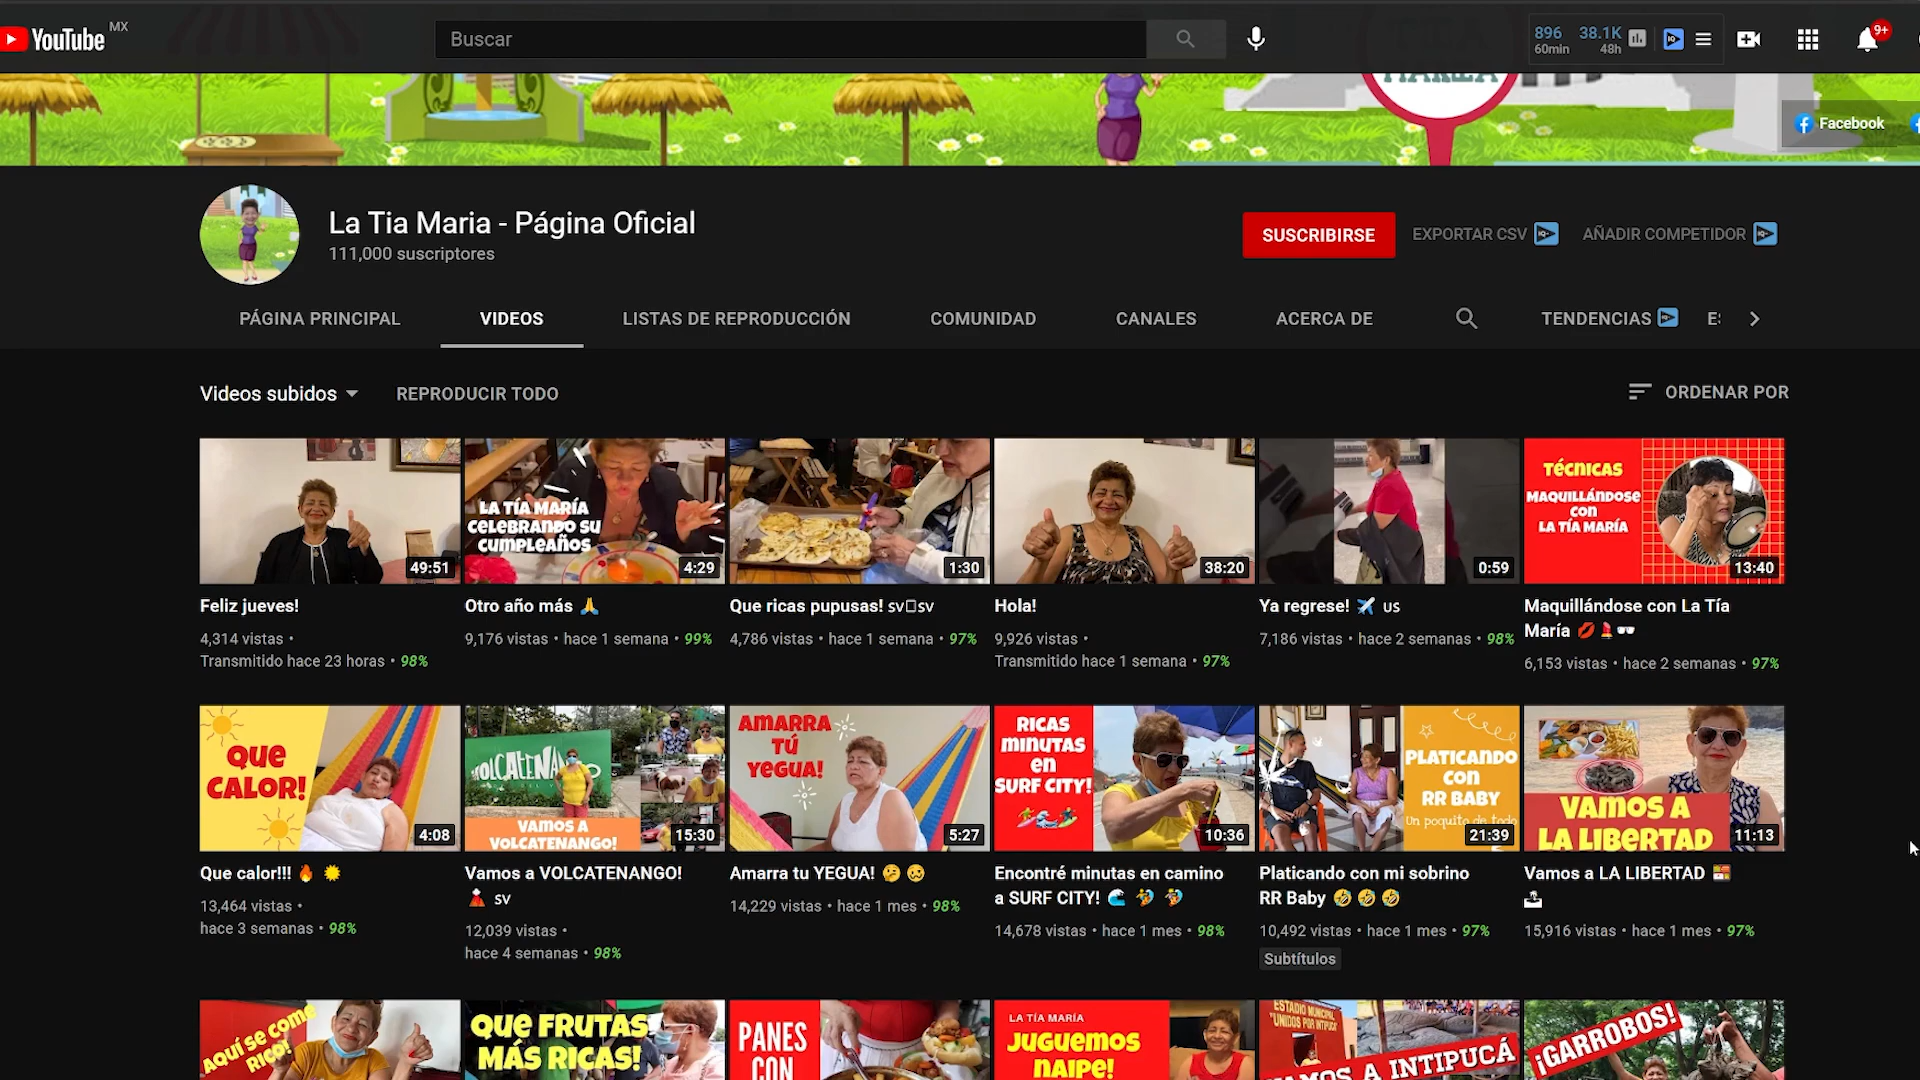 YouTube MX
Buscar
896 38.1K
60min 48h
9+
MARIA
Facebook
La Tia Maria - Página Oficial
111,000 suscriptores
SUSCRIBIRSE
EXPORTAR CSV
AÑADIR COMPETIDOR
PÁGINA PRINCIPAL
VIDEOS
LISTAS DE REPRODUCCIÓN
COMUNIDAD
CANALES
ACERCA DE
TENDENCIAS
Videos subidos
REPRODUCIR TODO
ORDENAR POR
49:51
Feliz jueves!
4,314 vistas •
Transmitido hace 23 horas • 98%
LA TÍA MARÍA
CELEBRANDO SU
CUMPLEAÑOS
4:29
Otro año más 🙏
9,176 vistas • hace 1 semana • 99%
1:30
Que ricas pupusas! SV SV
4,786 vistas • hace 1 semana • 97%
38:20
Hola!
9,926 vistas •
Transmitido hace 1 semana • 97%
0:59
Ya regrese! ✈️ US
7,186 vistas • hace 2 semanas • 98%
TÉCNICAS
MAQUILLÁNDOSE
CON
LA TÍA MARÍA
13:40
Maquillándose con La Tía
María 💋💄🕶️
6,153 vistas • hace 2 semanas • 97%
QUE
CALOR!
4:08
Que calor!!! 🔥 ☀️
13,464 vistas •
hace 3 semanas • 98%
VOLCATENANGO
VAMOS A
VOLCATENANGO!
15:30
Vamos a VOLCATENANGO!
🌋 SV
12,039 vistas •
hace 4 semanas • 98%
AMARRA
TÚ
YEGUA!
5:27
Amarra tu YEGUA! 🤔 🥴
14,229 vistas • hace 1 mes • 98%
RICAS
MINUTAS
EN
SURF CITY!
10:36
Encontré minutas en camino
a SURF CITY! 🌊 🏄 🏄
14,678 vistas • hace 1 mes • 98%
PLATICANDO
CON
RR BABY
Un poquito de todo
21:39
Platicando con mi sobrino
RR Baby 🤣 🤣 🤣
10,492 vistas • hace 1 mes • 97%
Subtítulos
VAMOS A
LA LIBERTAD
11:13
Vamos a LA LIBERTAD
15,916 vistas • hace 1 mes • 97%
AQUÍ SE COME
RICO!
QUE FRUTAS
MÁS RICAS!
PANES
CON
LA TÍA MARÍA
JUGUEMOS
NAIPE!
ESTADIO MUNICIPAL
"UNIDOS POR INTIPUCA"
VAMOS A INTIPUCÁ
¡GARROBOS!